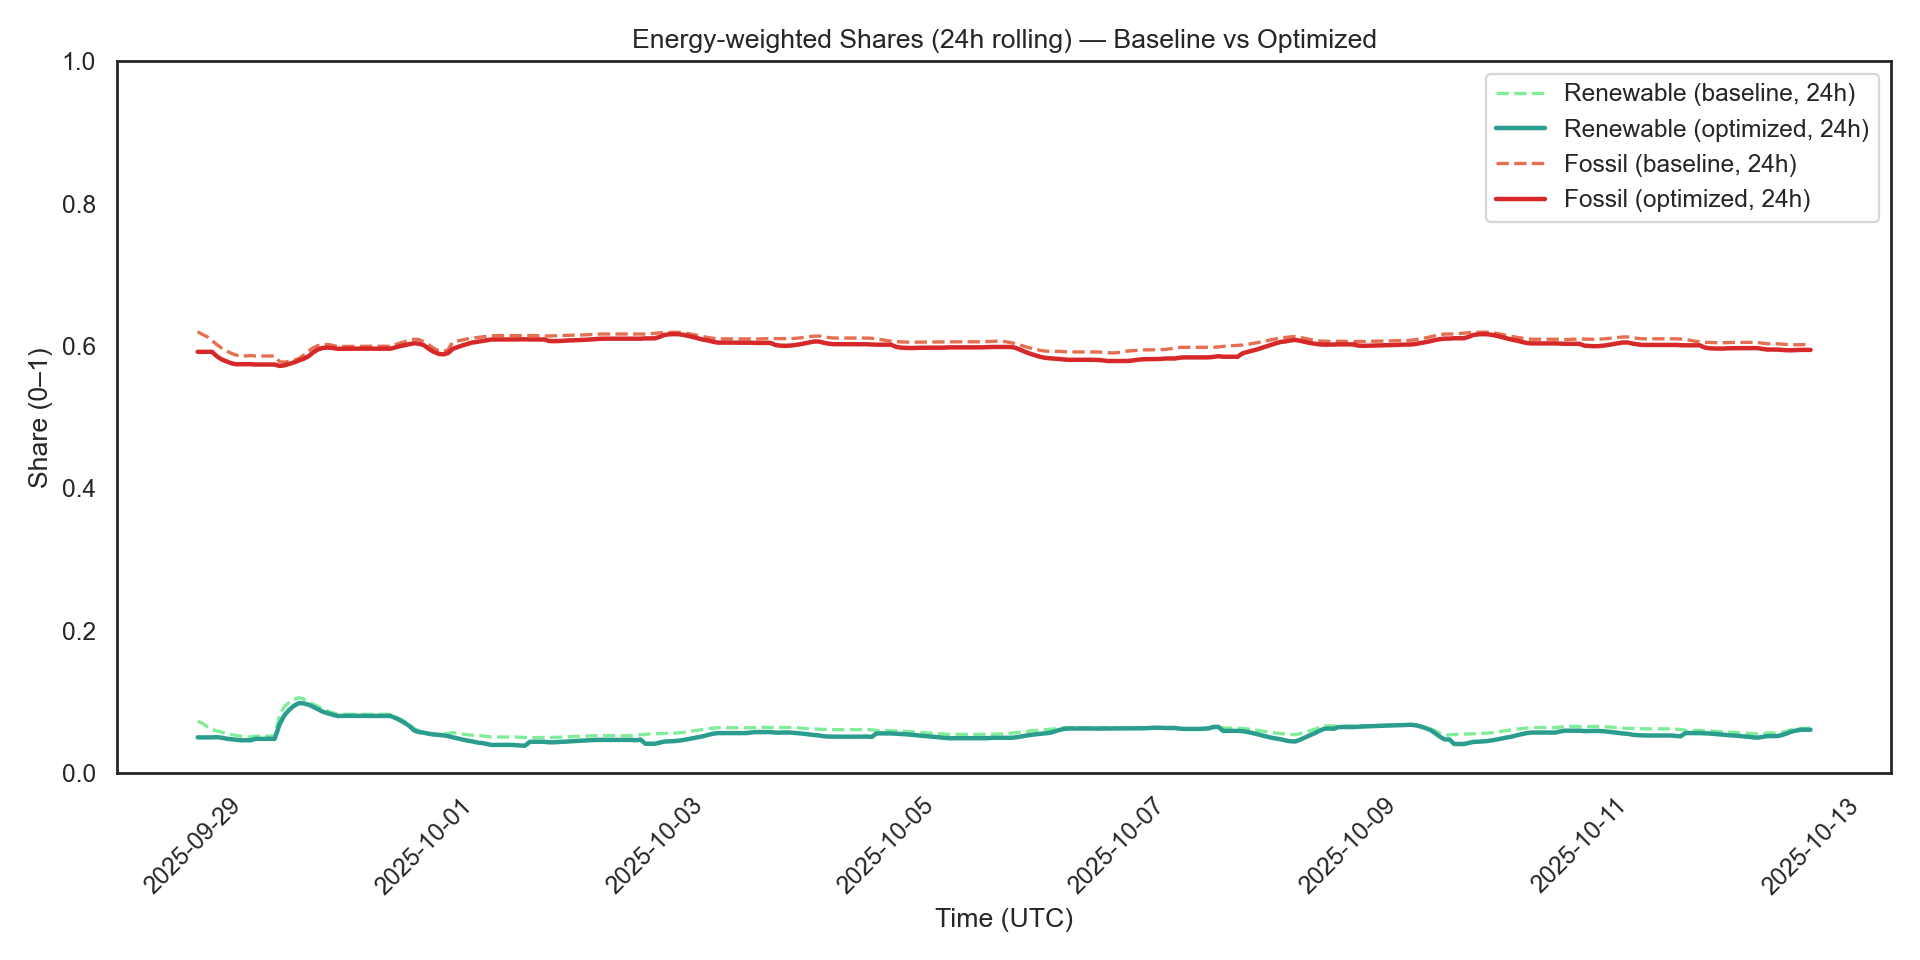 Energy-weighted Shares (24h rolling) — Baseline vs Optimized
Renewable (baseline, 24h)
Renewable (optimized, 24h)
Fossil (baseline, 24h)
Fossil (optimized, 24h)
Share (0–1)
1.0
0.8
0.6
0.4
0.2
0.0
2025-09-29
2025-10-01
2025-10-03
2025-10-05
2025-10-07
2025-10-09
2025-10-11
2025-10-13
Time (UTC)